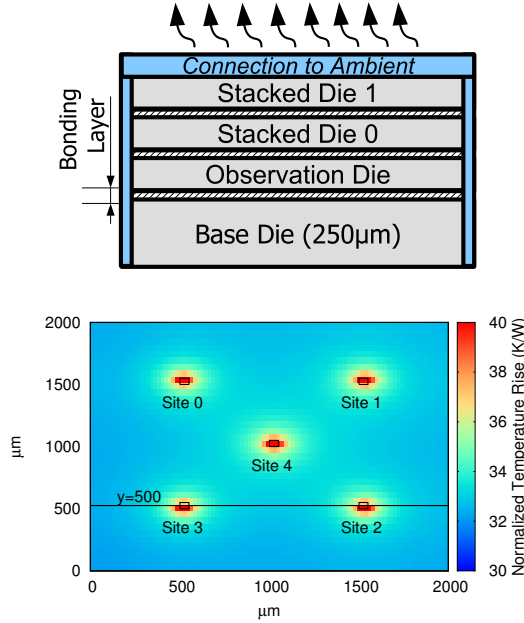 Connection to Ambient
Stacked Die 1
Stacked Die 0
Observation Die
Base Die (250μm)
Bonding
Layer
2000
1500
1000
500
0
μm
Site 0
Site 1
Site 4
y=500
Site 3
Site 2
0
500
1000
1500
2000
μm
40
38
36
34
32
30
Normalized Temperature Rise (K/W)